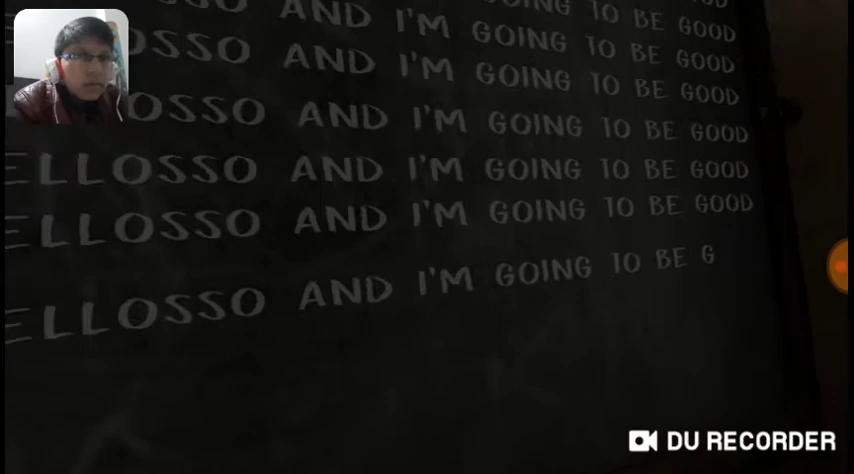 OSSO AND I'M GOING TO BE GOOD
OSSO AND I'M GOING TO BE GOOD
OSSO AND I'M GOING TO BE GOOD
ELLOSSO AND I'M GOING TO BE GOOD
ELLOSSO AND I'M GOING TO BE GOOD
ELLOSSO AND I'M GOING TO BE G
DU RECORDER